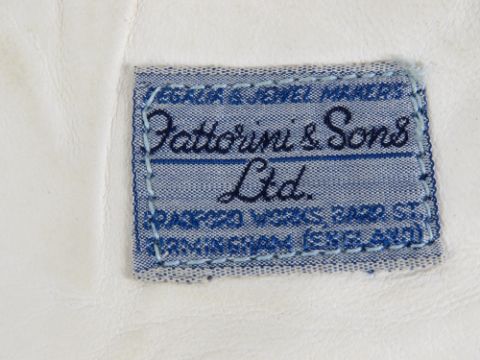 REGALIA & JEWEL MAKERS
Fattorini & Sons
Ltd.
BRADFORD WORKS, BARR ST.
BIRMINGHAM (ENGLAND)